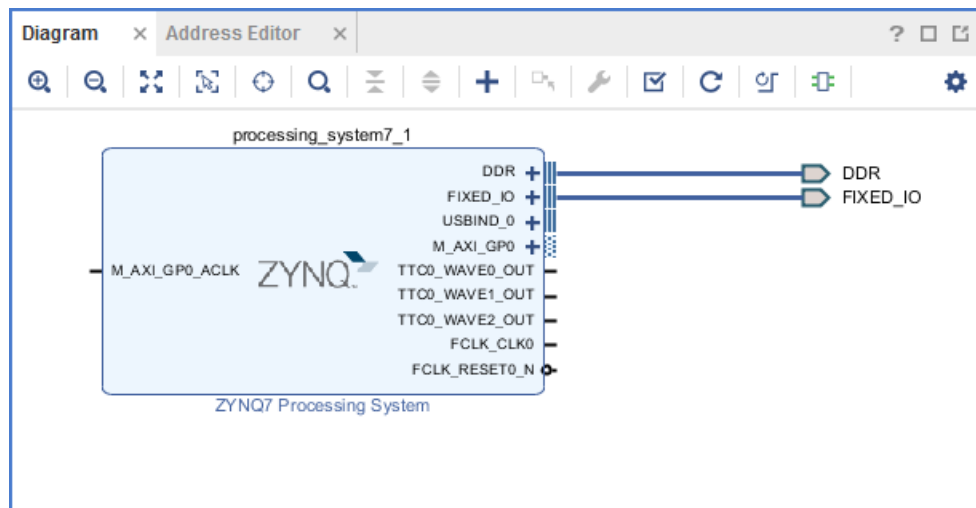 Diagram × Address Editor ×
processing_system7_1
DDR
FIXED_IO
USBIND_0
M_AXI_GP0
M_AXI_GP0_ACLK
ZYNQ
TTC0_WAVE0_OUT
TTC0_WAVE1_OUT
TTC0_WAVE2_OUT
FCLK_CLK0
FCLK_RESET0_N
DDR
FIXED_IO
ZYNQ7 Processing System